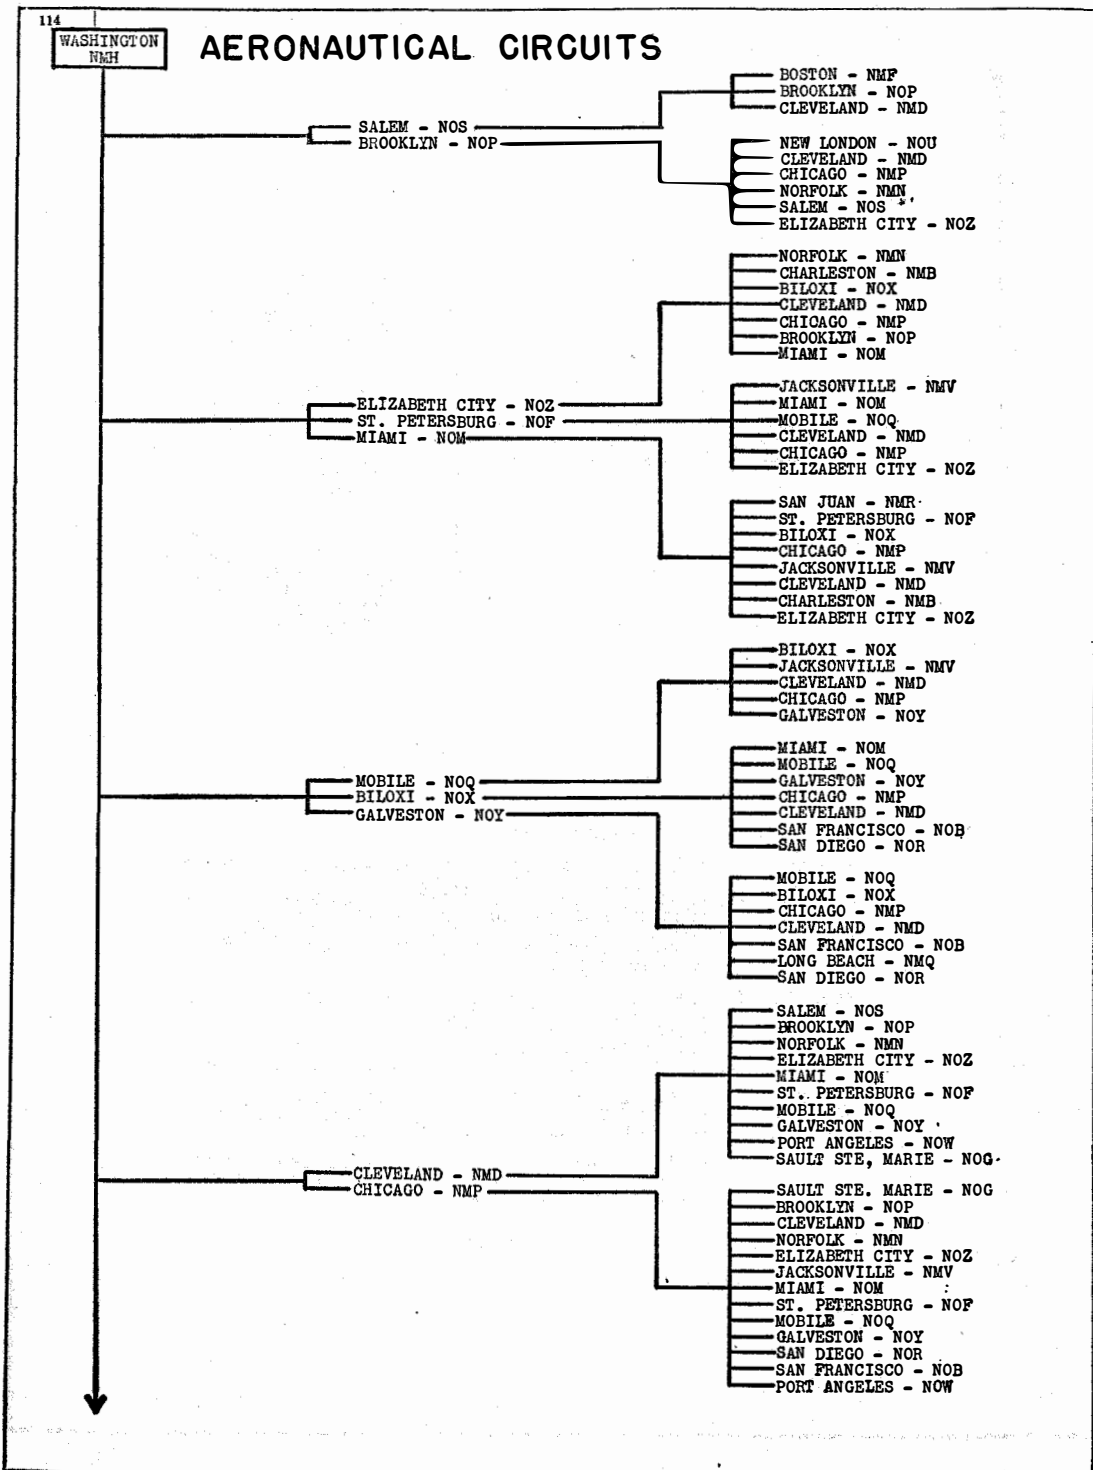 114
WASHINGTON
NMH
AERONAUTICAL CIRCUITS
SALEM - NOS
BROOKLYN - NOP
BOSTON - NMF
BROOKLYN - NOP
CLEVELAND - NMD
NEW LONDON - NOU
CLEVELAND - NMD
CHICAGO - NMP
NORFOLK - NMN
SALEM - NOS
ELIZABETH CITY - NOZ
ELIZABETH CITY - NOZ
ST. PETERSBURG - NOF
MIAMI - NOM
NORFOLK - NMN
CHARLESTON - NMB
BILOXI - NOX
CLEVELAND - NMD
CHICAGO - NMP
BROOKLYN - NOP
MIAMI - NOM
JACKSONVILLE - NMV
MIAMI - NOM
MOBILE - NOQ
CLEVELAND - NMD
CHICAGO - NMP
ELIZABETH CITY - NOZ
SAN JUAN - NMR
ST. PETERSBURG - NOF
BILOXI - NOX
CHICAGO - NMP
JACKSONVILLE - NMV
CLEVELAND - NMD
CHARLESTON - NMB
ELIZABETH CITY - NOZ
MOBILE - NOQ
BILOXI - NOX
GALVESTON - NOY
BILOXI - NOX
JACKSONVILLE - NMV
CLEVELAND - NMD
CHICAGO - NMP
GALVESTON - NOY
MIAMI - NOM
MOBILE - NOQ
GALVESTON - NOY
CHICAGO - NMP
CLEVELAND - NMD
SAN FRANCISCO - NOB
SAN DIEGO - NOR
MOBILE - NOQ
BILOXI - NOX
CHICAGO - NMP
CLEVELAND - NMD
SAN FRANCISCO - NOB
LONG BEACH - NMQ
SAN DIEGO - NOR
CLEVELAND - NMD
CHICAGO - NMP
SALEM - NOS
BROOKLYN - NOP
NORFOLK - NMN
ELIZABETH CITY - NOZ
MIAMI - NOM
ST. PETERSBURG - NOF
MOBILE - NOQ
GALVESTON - NOY
PORT ANGELES - NOW
SAULT STE, MARIE - NOG
SAULT STE. MARIE - NOG
BROOKLYN - NOP
CLEVELAND - NMD
NORFOLK - NMN
ELIZABETH CITY - NOZ
JACKSONVILLE - NMV
MIAMI - NOM
ST. PETERSBURG - NOF
MOBILE - NOQ
GALVESTON - NOY
SAN DIEGO - NOR
SAN FRANCISCO - NOB
PORT ANGELES - NOW